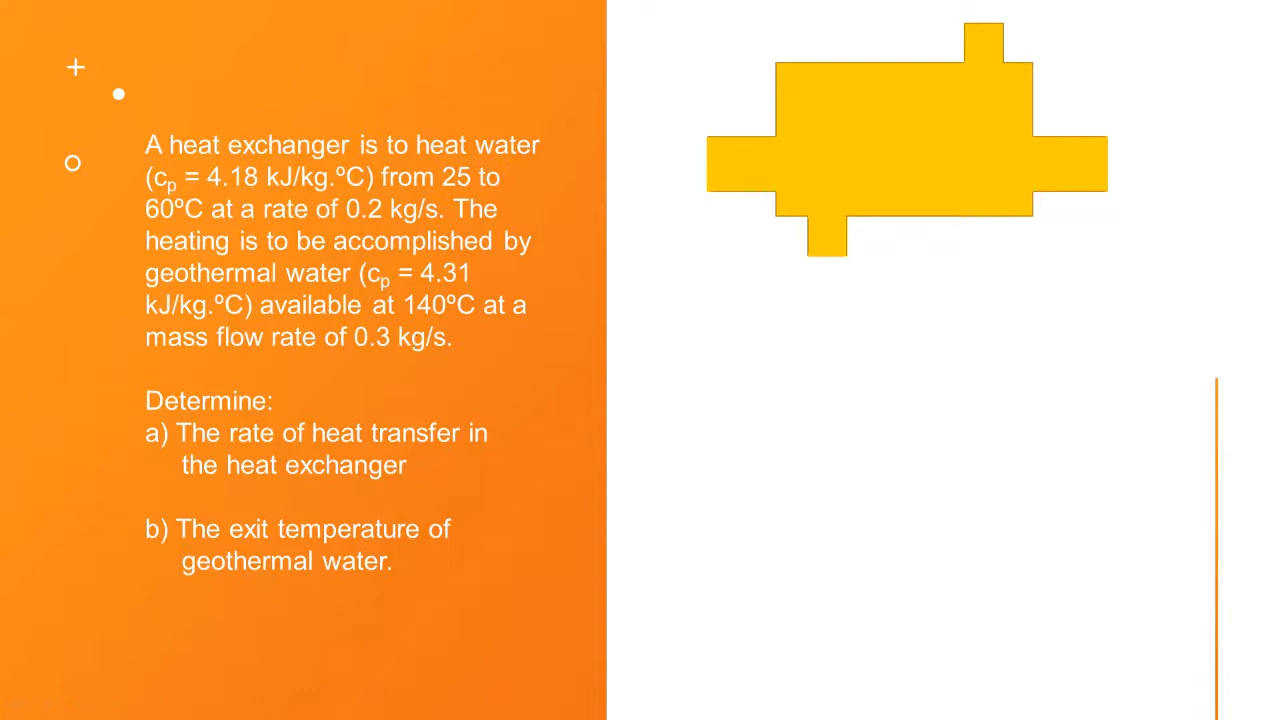 A heat exchanger is to heat water
(cₚ = 4.18 kJ/kg.ºC) from 25 to
60ºC at a rate of 0.2 kg/s. The
heating is to be accomplished by
geothermal water (cₚ = 4.31
kJ/kg.ºC) available at 140ºC at a
mass flow rate of 0.3 kg/s.
Determine:
a) The rate of heat transfer in
the heat exchanger
b) The exit temperature of
geothermal water.